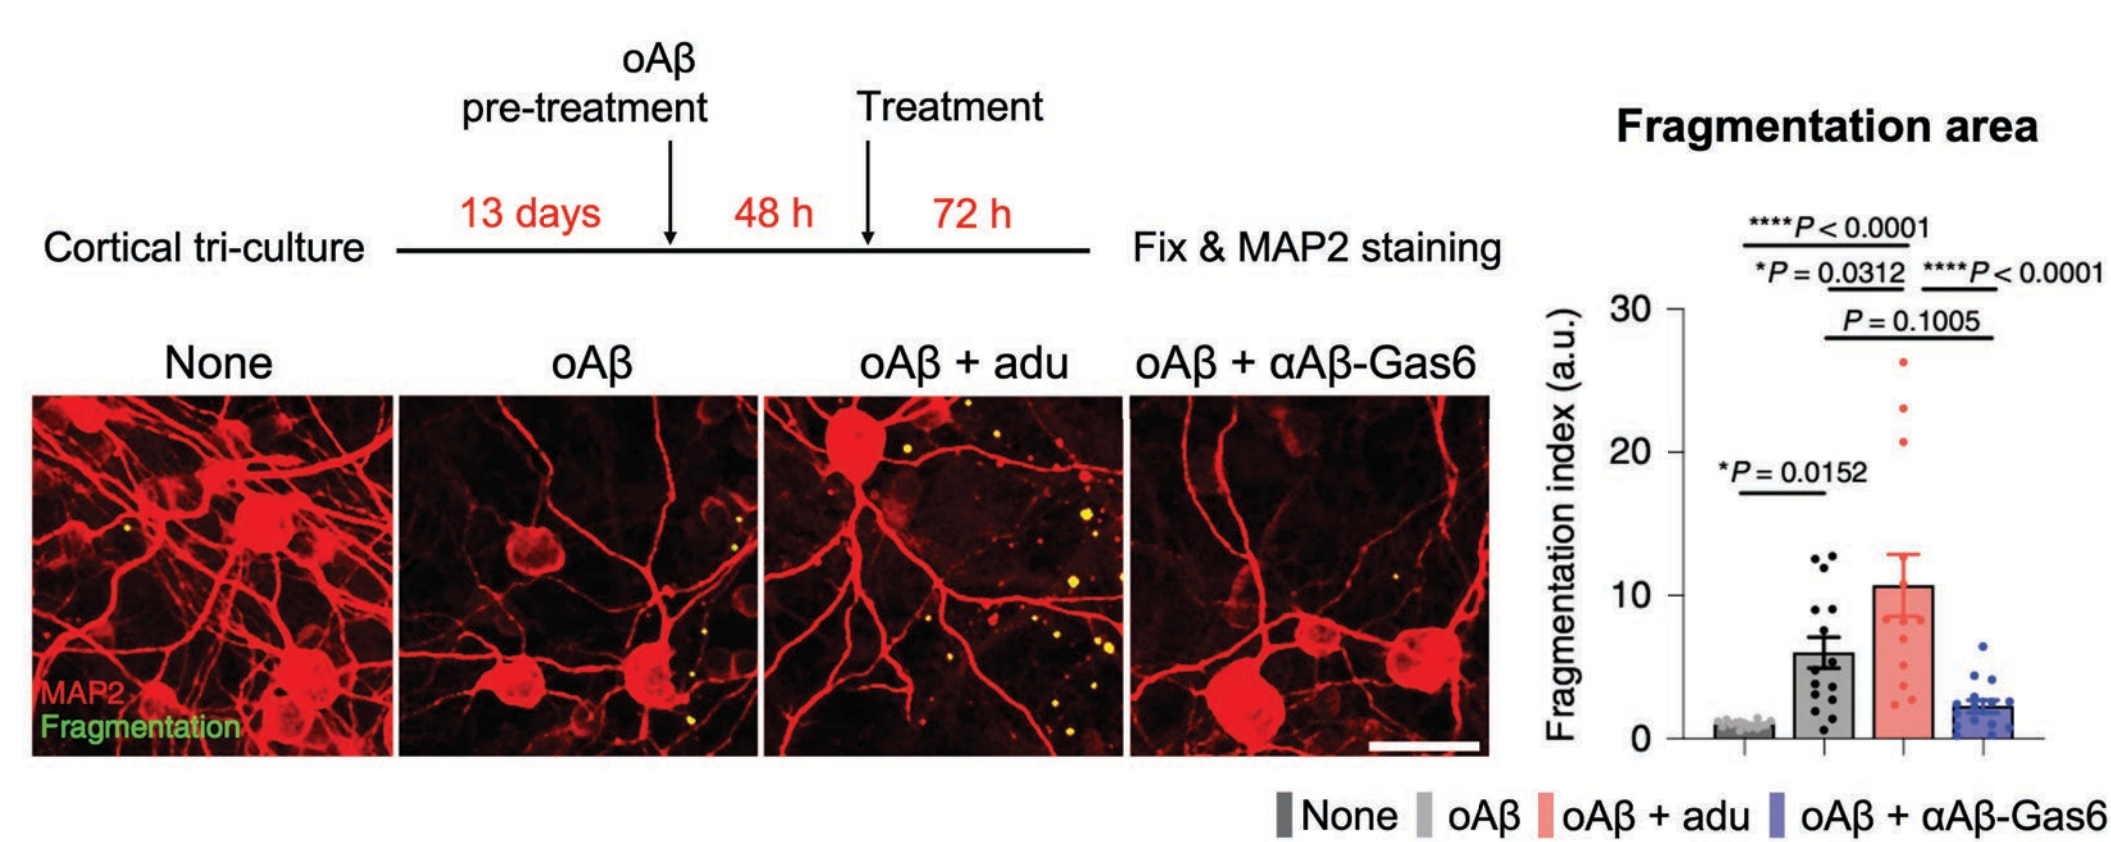 oAβ
pre-treatment
Treatment
13 days
48 h
72 h
Cortical tri-culture
Fix & MAP2 staining
None
oAβ
oAβ + adu
oAβ + αAβ-Gas6
MAP2
Fragmentation
Fragmentation area
****P < 0.0001
*P = 0.0312
****P < 0.0001
P = 0.1005
*P = 0.0152
Fragmentation index (a.u.)
30
20
10
0
None
oAβ
oAβ + adu
oAβ + αAβ-Gas6